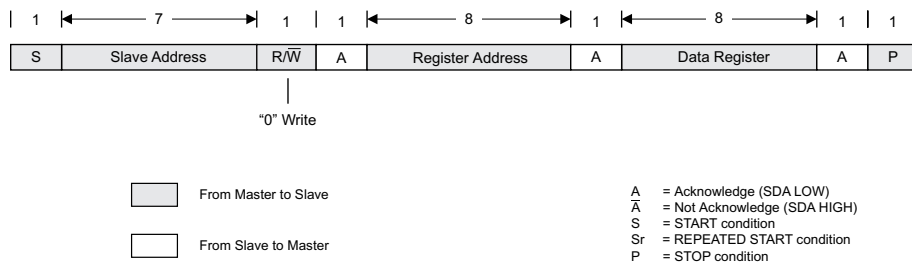 1 7 1 1 8 1 8 1 1
S Slave Address R/W̅ A Register Address A Data Register A P
“0” Write
From Master to Slave
From Slave to Master
A = Acknowledge (SDA LOW)
A̅ = Not Acknowledge (SDA HIGH)
S = START condition
Sr = REPEATED START condition
P = STOP condition